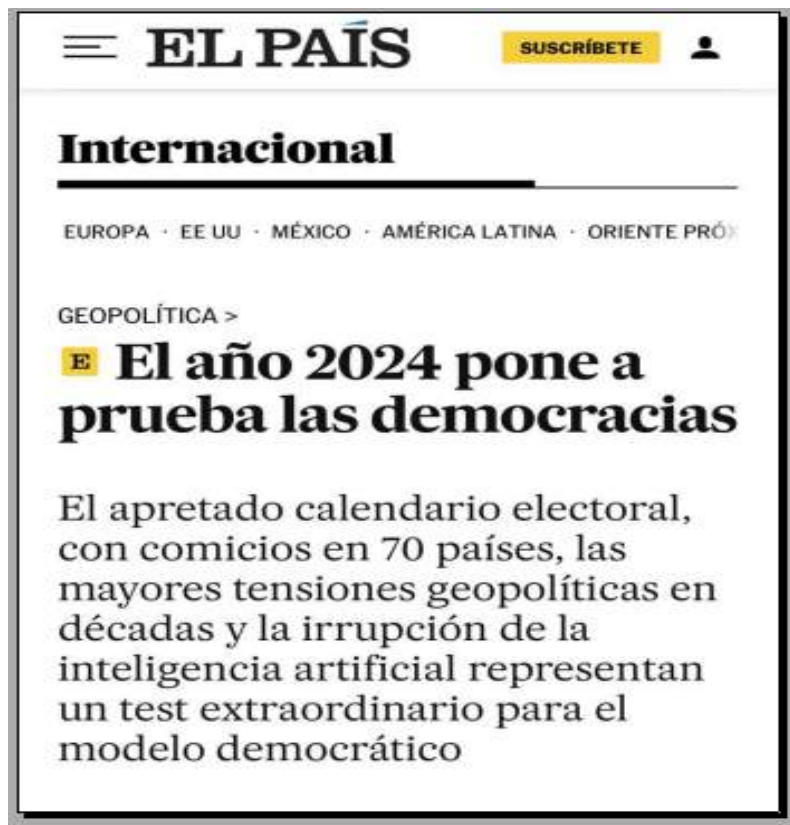 EL PAÍS
SUSCRÍBETE
Internacional
EUROPA · EE UU · MÉXICO · AMÉRICA LATINA · ORIENTE PRÓX
GEOPOLÍTICA >
E El año 2024 pone a
prueba las democracias
El apretado calendario electoral,
con comicios en 70 países, las
mayores tensiones geopolíticas en
décadas y la irrupción de la
inteligencia artificial representan
un test extraordinario para el
modelo democrático